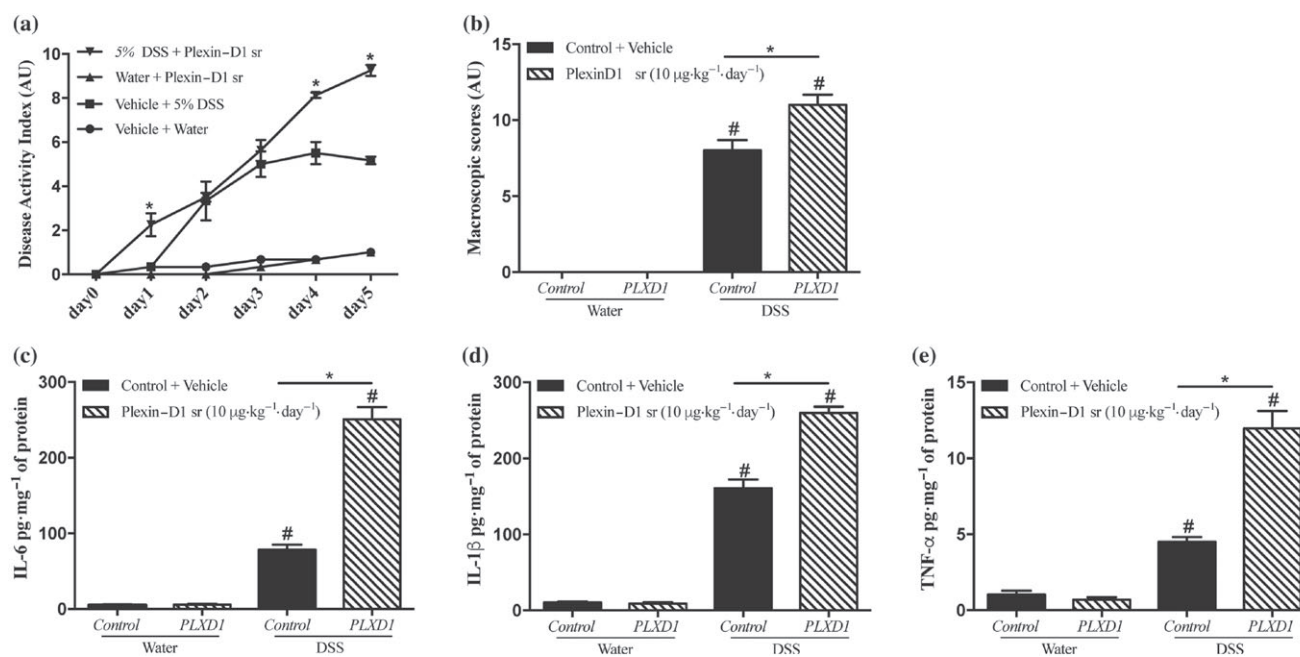 (a)
Disease Activity Index (AU)
10
8
6
4
2
0
5% DSS + Plexin-D1 sr
Water + Plexin-D1 sr
Vehicle + 5% DSS
Vehicle + Water
*
*
*
day0
day1
day2
day3
day4
day5
(b)
Macroscopic scores (AU)
15
10
5
0
Control + Vehicle
PlexinD1 sr (10 μg·kg⁻¹·day⁻¹)
*
#
#
Control
PLXD1
Control
PLXD1
Water
DSS
(c)
IL-6 pg·mg⁻¹ of protein
300
200
100
0
Control + Vehicle
Plexin-D1 sr (10 μg·kg⁻¹·day⁻¹)
*
#
#
Control
PLXD1
Control
PLXD1
Water
DSS
(d)
IL-1β pg·mg⁻¹ of protein
300
200
100
0
Control + Vehicle
Plexin-D1 sr (10 μg·kg⁻¹·day⁻¹)
*
#
#
Control
PLXD1
Control
PLXD1
Water
DSS
(e)
TNF-α pg·mg⁻¹ of protein
15
10
5
0
Control + Vehicle
Plexin-D1 sr (10 μg·kg⁻¹·day⁻¹)
*
#
#
Control
PLXD1
Control
PLXD1
Water
DSS